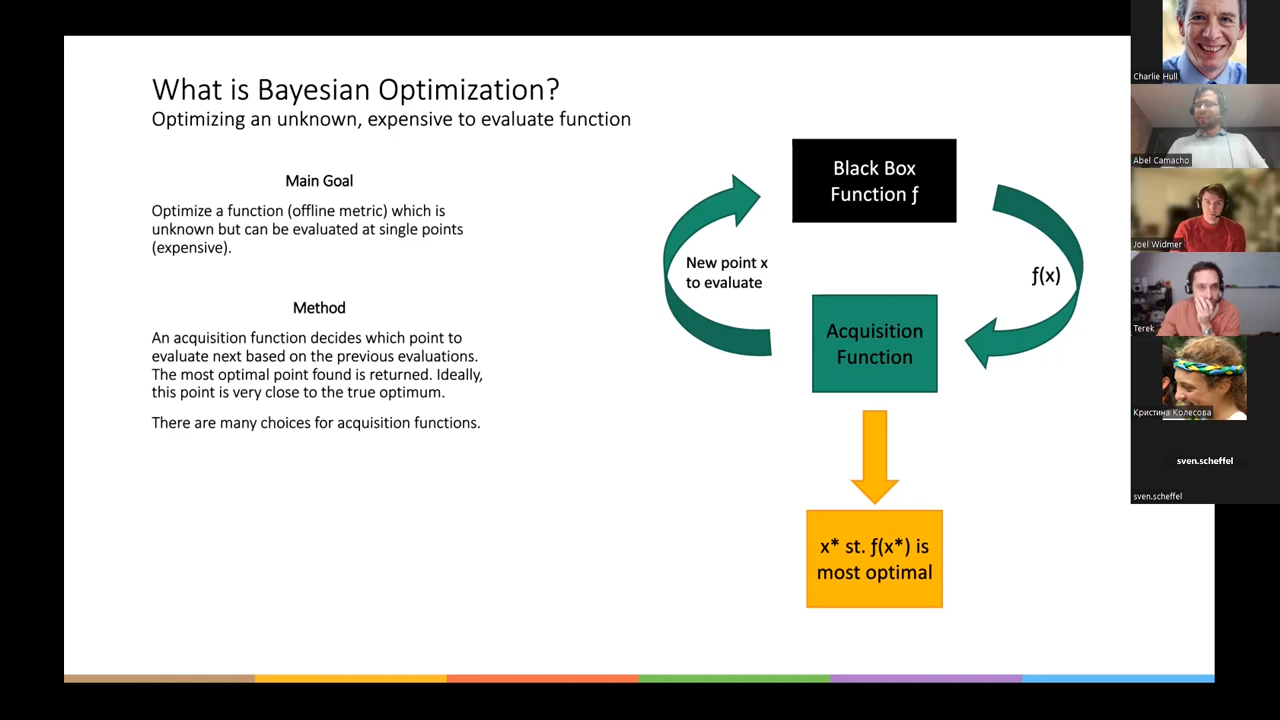 What is Bayesian Optimization?
Optimizing an unknown, expensive to evaluate function
Main Goal
Optimize a function (offline metric) which is
unknown but can be evaluated at single points
(expensive).
Method
An acquisition function decides which point to
evaluate next based on the previous evaluations.
The most optimal point found is returned. Ideally,
this point is very close to the true optimum.
There are many choices for acquisition functions.
Black Box
Function ƒ
New point x
to evaluate
ƒ(x)
Acquisition
Function
x* st. ƒ(x*) is
most optimal
Charlie Hull
Abel Camacho
Joel Widmer
Terek
Кристина Колесова
sven.scheffel
sven.scheffel